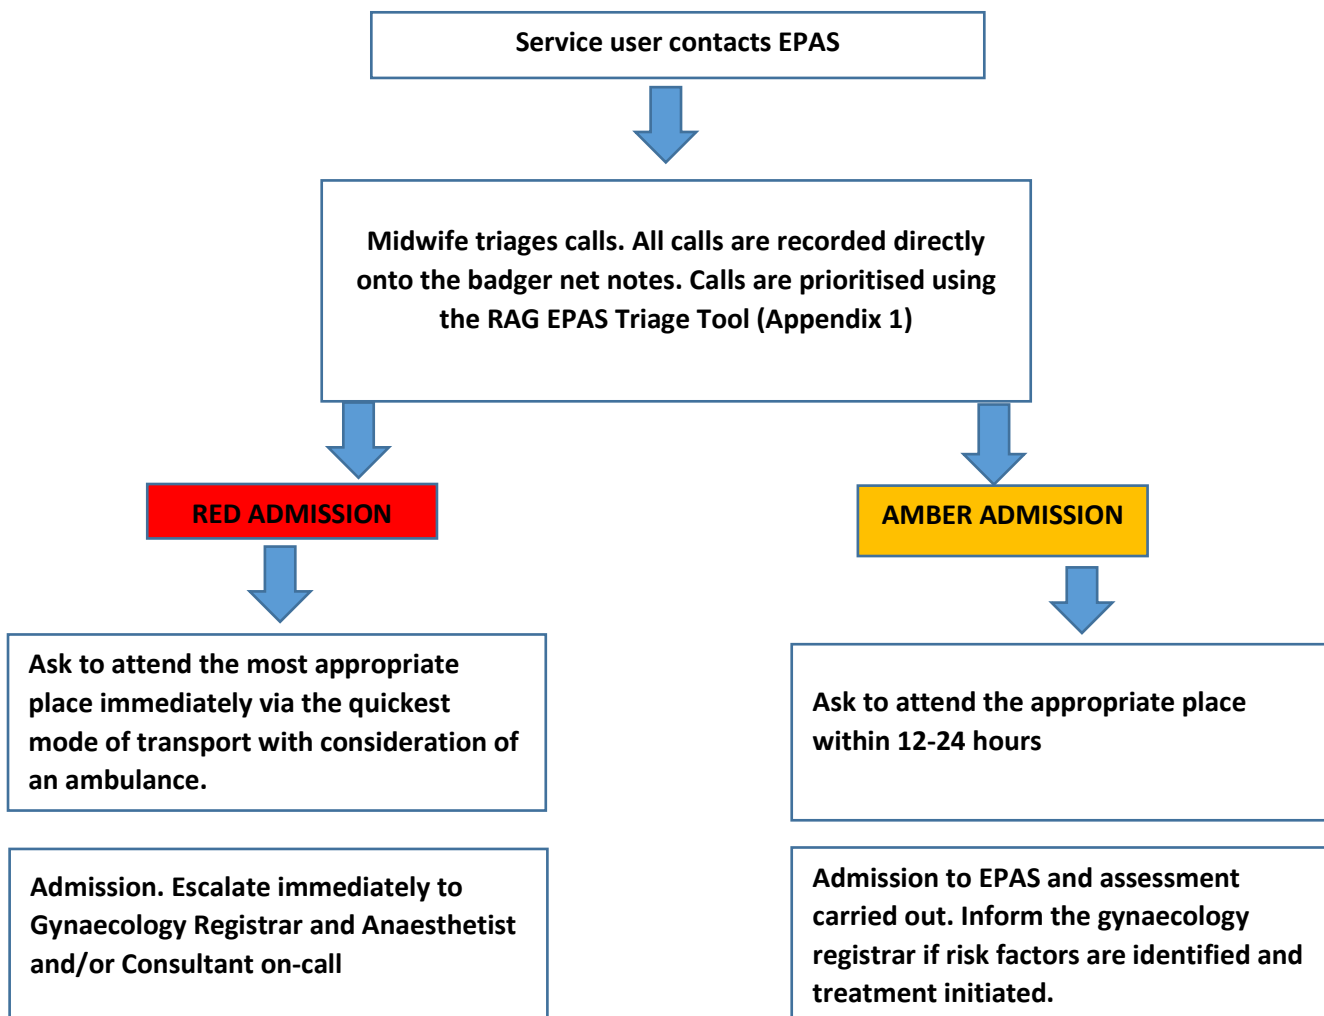 Service user contacts EPAS
Midwife triages calls. All calls are recorded directly
onto the badger net notes. Calls are prioritised using
the RAG EPAS Triage Tool (Appendix 1)
RED ADMISSION
AMBER ADMISSION
Ask to attend the most appropriate
place immediately via the quickest
mode of transport with consideration of
an ambulance.
Ask to attend the appropriate place
within 12-24 hours
Admission. Escalate immediately to
Gynaecology Registrar and Anaesthetist
and/or Consultant on-call
Admission to EPAS and assessment
carried out. Inform the gynaecology
registrar if risk factors are identified and
treatment initiated.